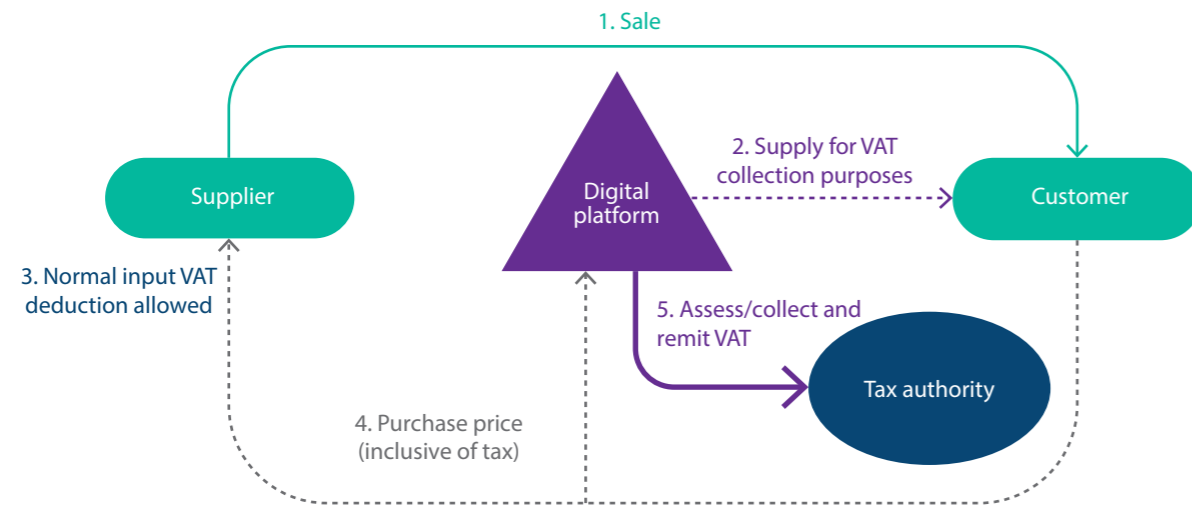 1. Sale
2. Supply for VAT
collection purposes
Supplier
Digital
platform
Customer
3. Normal input VAT
deduction allowed
5. Assess/collect and
remit VAT
Tax authority
4. Purchase price
(inclusive of tax)